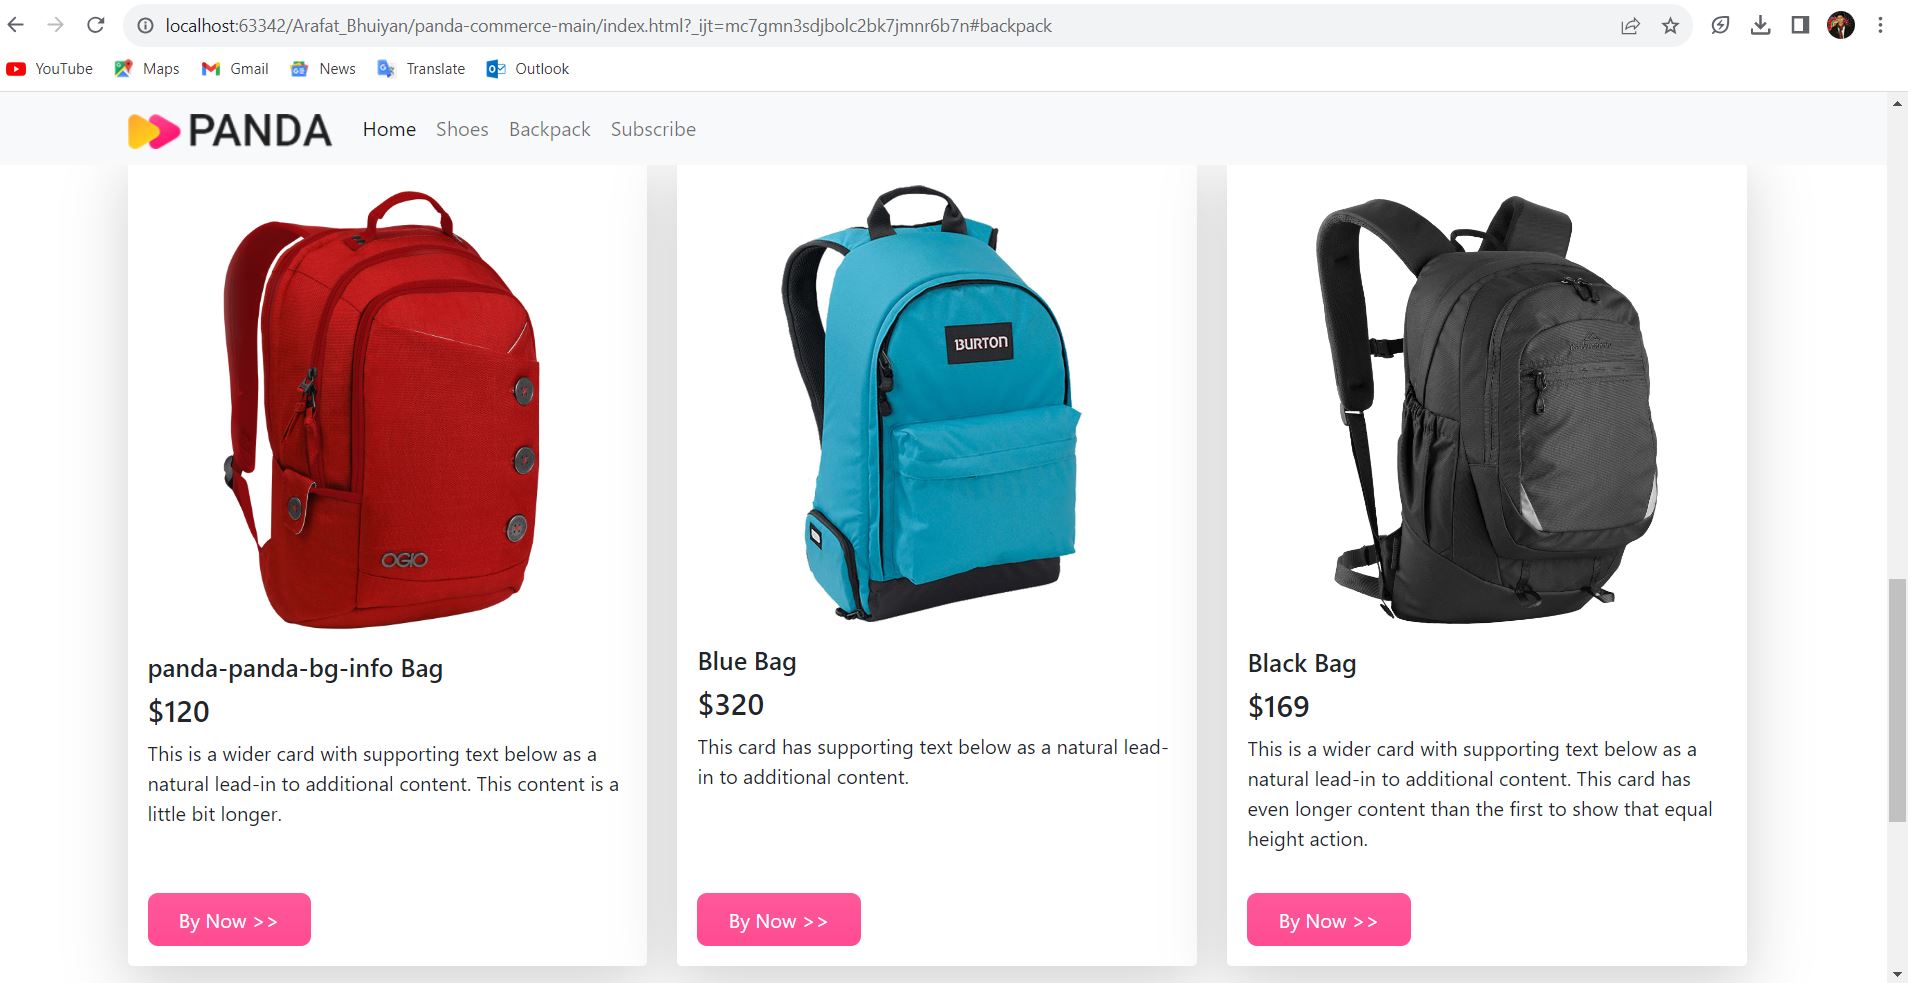 localhost:63342/Arafat_Bhuiyan/panda-commerce-main/index.html?_ijt=mc7gmn3sdjbolc2bk7jmnr6b7n#backpack
YouTube Maps Gmail News Translate Outlook
PANDA Home Shoes Backpack Subscribe
BURTON
OGIO
panda-panda-bg-info Bag
$120
This is a wider card with supporting text below as a
natural lead-in to additional content. This content is a
little bit longer.
By Now >>
Blue Bag
$320
This card has supporting text below as a natural lead-
in to additional content.
By Now >>
Black Bag
$169
This is a wider card with supporting text below as a
natural lead-in to additional content. This card has
even longer content than the first to show that equal
height action.
By Now >>